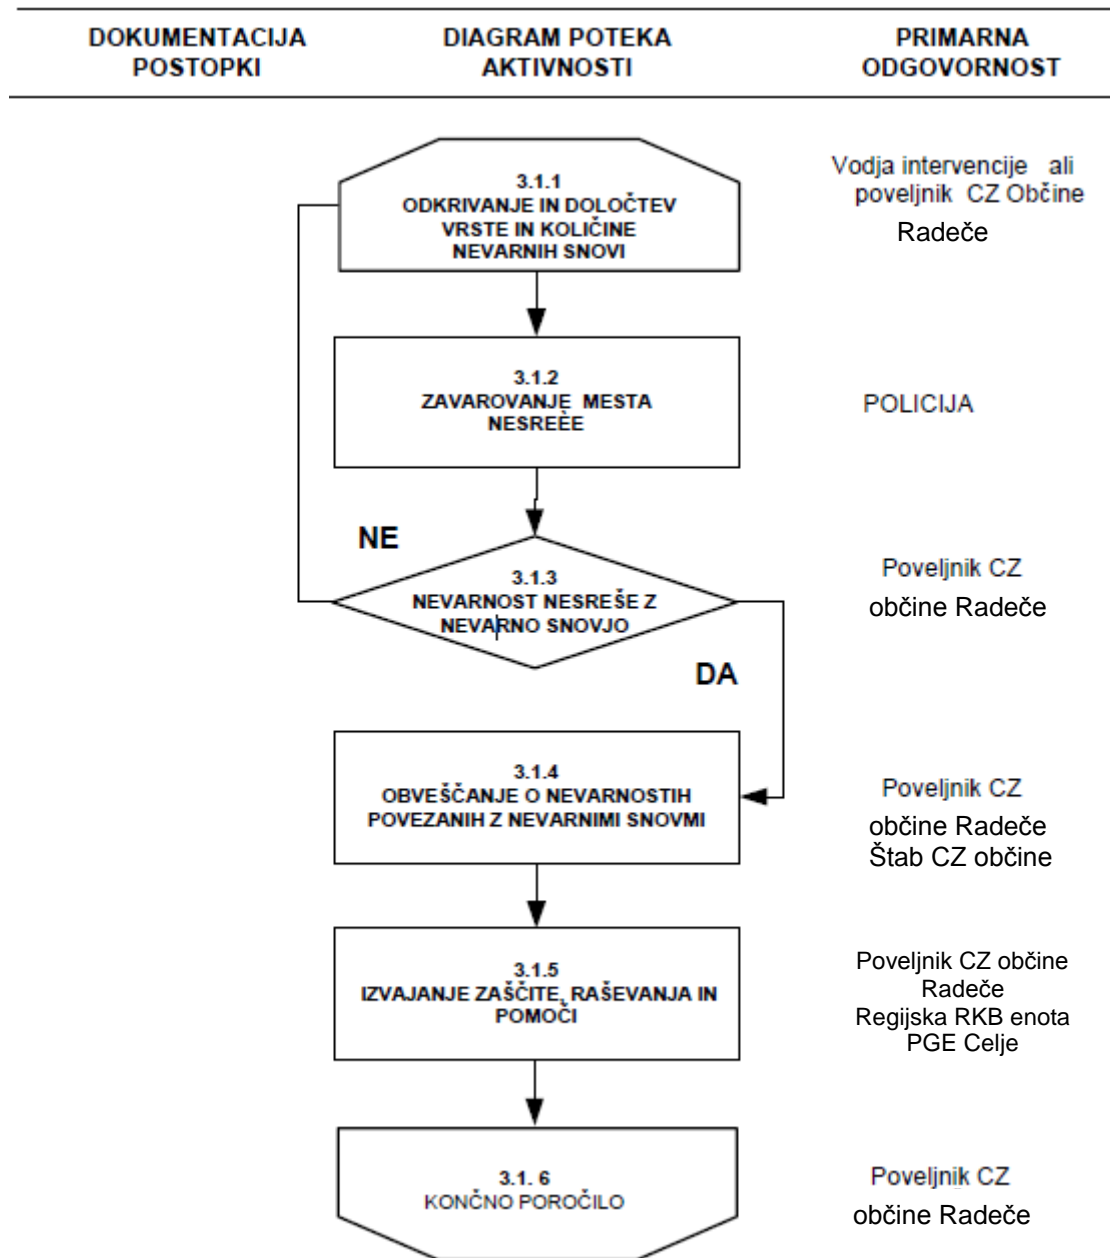 DOKUMENTACIJA
POSTOPKI
DIAGRAM POTEKA
AKTIVNOSTI
PRIMARNA
ODGOVORNOST
3.1.1
ODKRIVANJE IN DOLOČTEV
VRSTE IN KOLIČINE
NEVARNIH SNOVI
Vodja intervencije ali
poveljnik CZ Občine
Radeče
3.1.2
ZAVAROVANJE MESTA
NESREÈE
POLICIJA
NE
3.1.3
NEVARNOST NESREŠE Z
NEVARNO SNOVJO
Poveljnik CZ
občine Radeče
DA
3.1.4
OBVEŠČANJE O NEVARNOSTIH
POVEZANIH Z NEVARNIMI SNOVMI
Poveljnik CZ
občine Radeče
Štab CZ občine
3.1.5
IZVAJANJE ZAŠČITE, RAŠEVANJA IN
POMOČI
Poveljnik CZ občine
Radeče
Regijska RKB enota
PGE Celje
3.1. 6
KONČNO POROČILO
Poveljnik CZ
občine Radeče